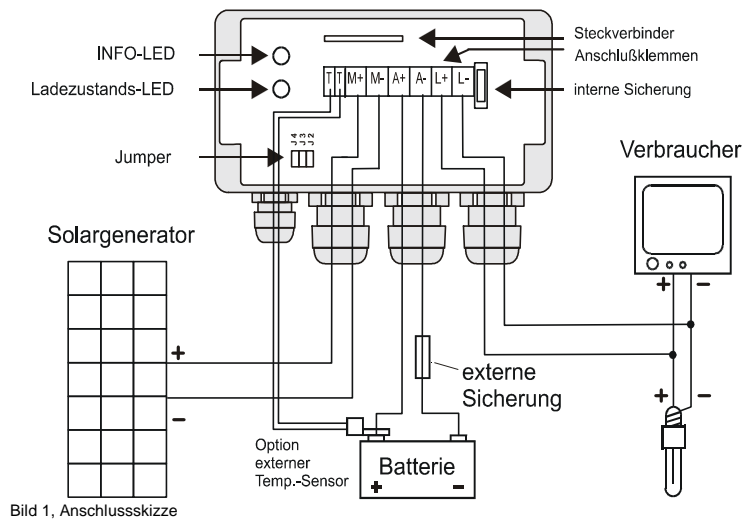 INFO-LED
Ladezustands-LED
Jumper
Steckverbinder
Anschlußklemmen
interne Sicherung
T T M+ M- A+ A- L+ L-
J4
J3
J2
Verbraucher
+ -
Solargenerator
+
-
externe
Sicherung
+ -
Option
externer
Temp.-Sensor
Batterie
+ -
Bild 1, Anschlussskizze